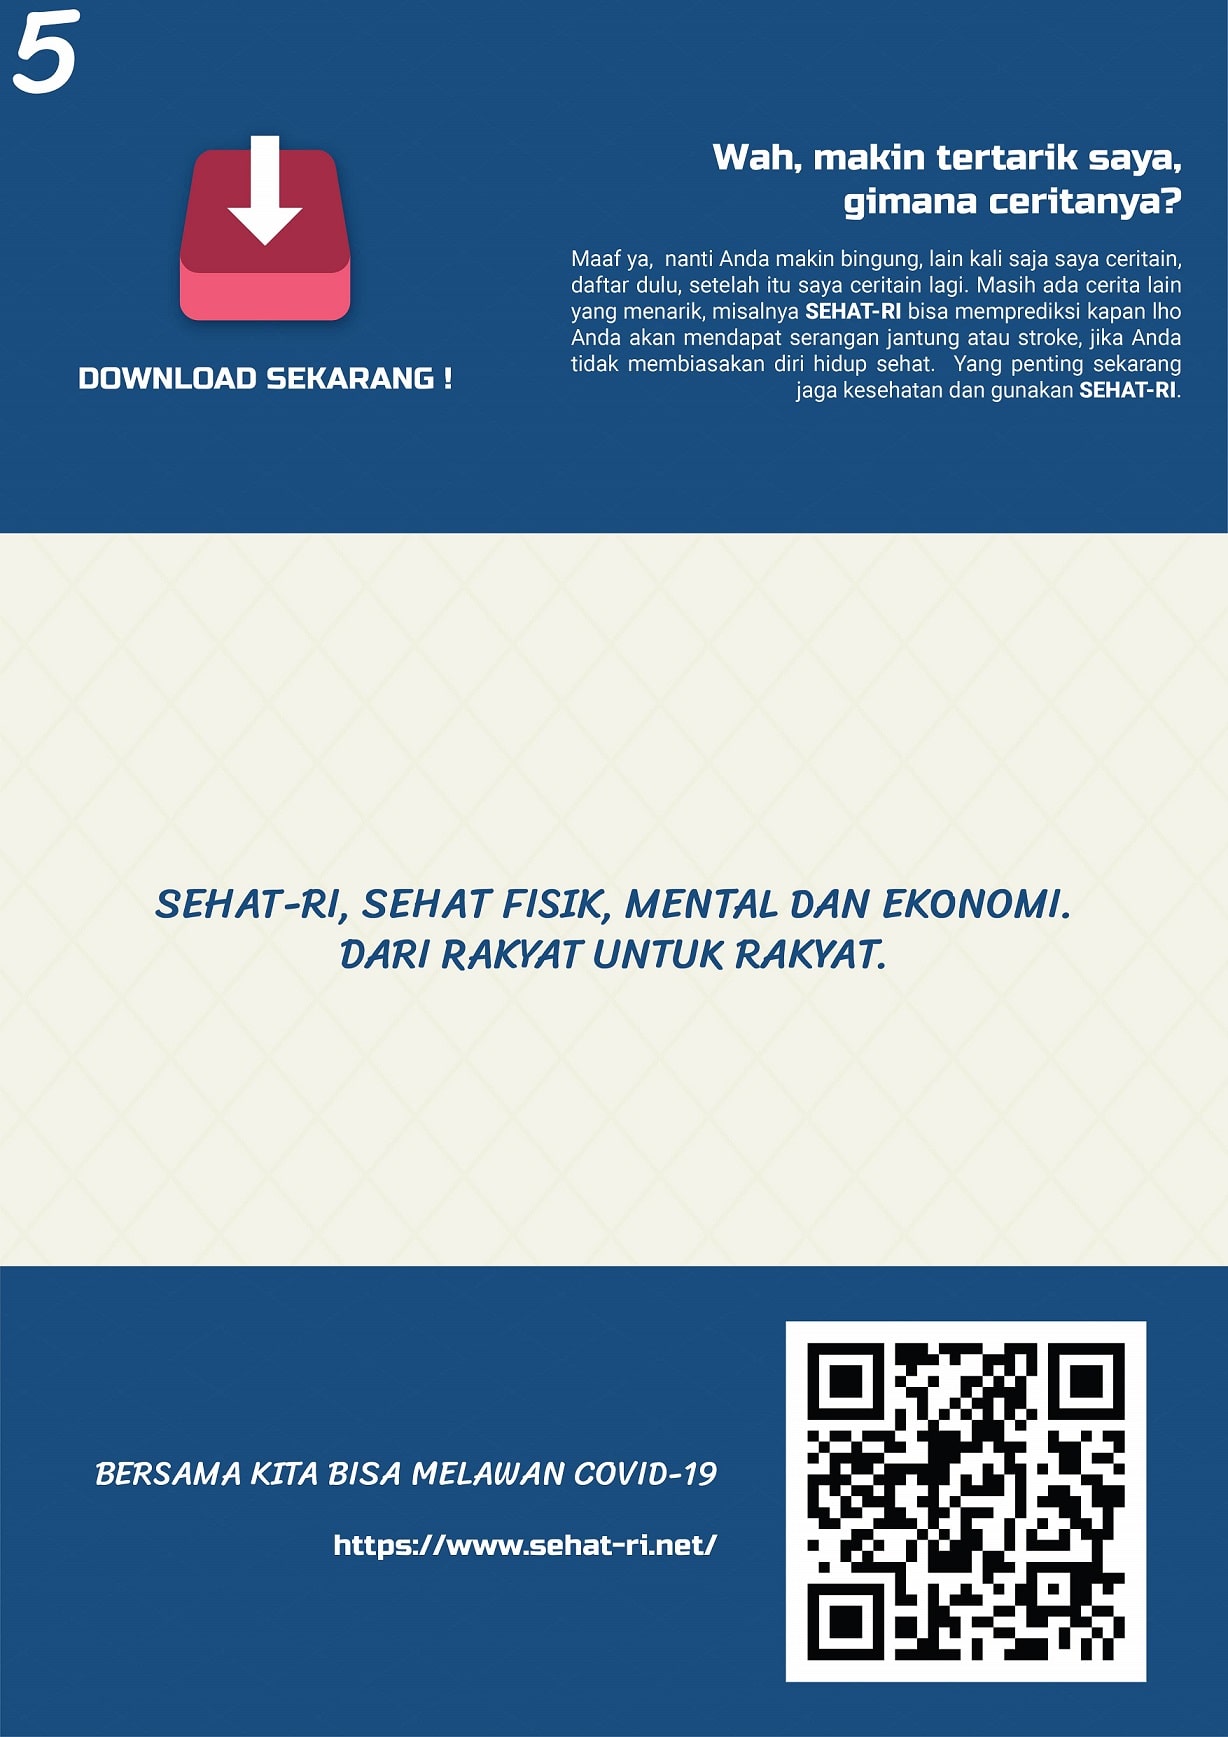 5
DOWNLOAD SEKARANG !
Wah, makin tertarik saya,
gimana ceritanya?
Maaf ya, nanti Anda makin bingung, lain kali saja saya ceritain,
daftar dulu, setelah itu saya ceritain lagi. Masih ada cerita lain
yang menarik, misalnya SEHAT-RI bisa memprediksi kapan lho
Anda akan mendapat serangan jantung atau stroke, jika Anda
tidak membiasakan diri hidup sehat. Yang penting sekarang
jaga kesehatan dan gunakan SEHAT-RI.
SEHAT-RI, SEHAT FISIK, MENTAL DAN EKONOMI.
DARI RAKYAT UNTUK RAKYAT.
BERSAMA KITA BISA MELAWAN COVID-19
https://www.sehat-ri.net/